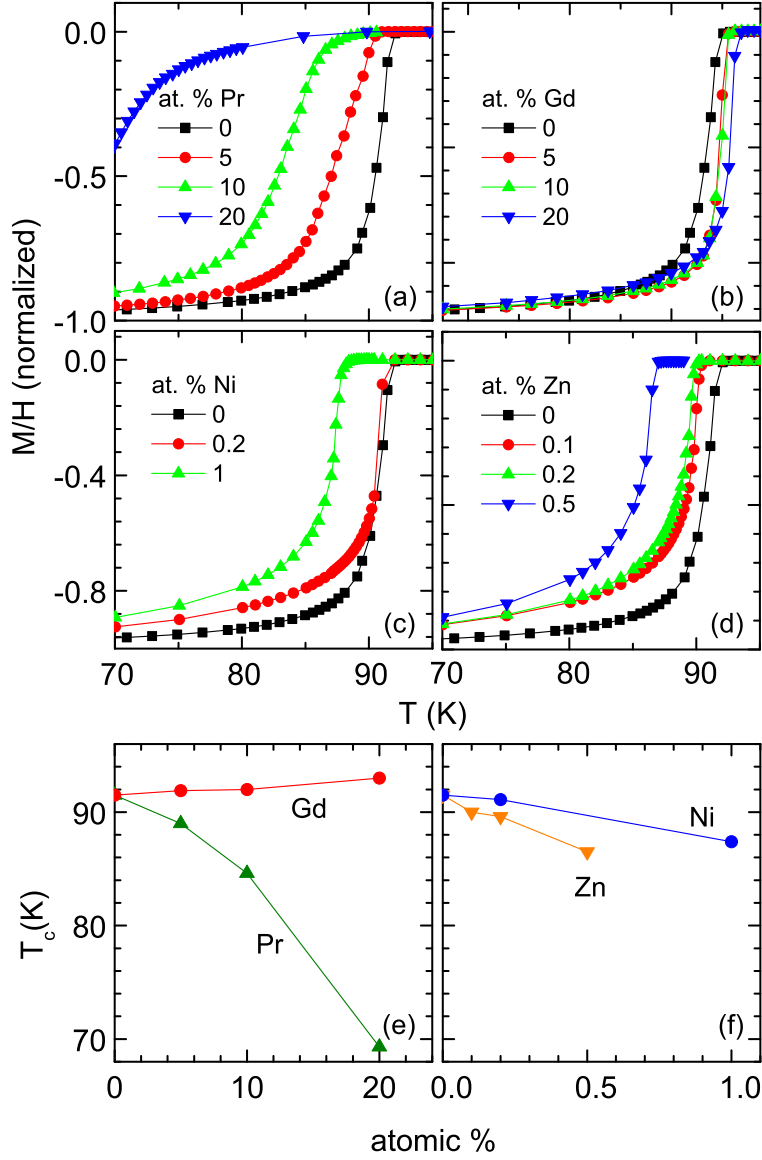 M/H (normalized)
0.0
-0.5
-1.0
at. % Pr
0
5
10
20
(a)
at. % Gd
0
5
10
20
(b)
0.0
-0.4
-0.8
at. % Ni
0
0.2
1
(c)
at. % Zn
0
0.1
0.2
0.5
(d)
70 80 90 70 80 90
T (K)
T_c(K)
90
80
70
Gd
Pr
(e)
Ni
Zn
(f)
0 10 20 0.0 0.5 1.0
atomic %